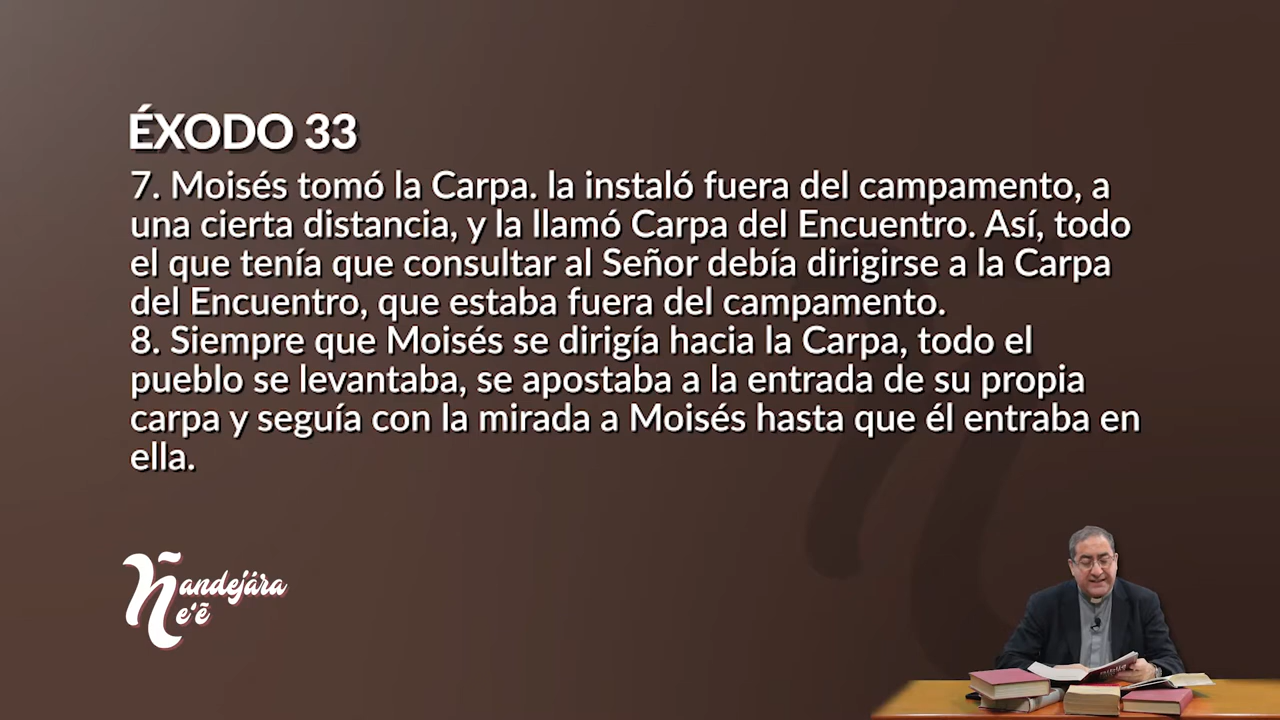 ÉXODO 33
7. Moisés tomó la Carpa. la instaló fuera del campamento, a
una cierta distancia, y la llamó Carpa del Encuentro. Así, todo
el que tenía que consultar al Señor debía dirigirse a la Carpa
del Encuentro, que estaba fuera del campamento.
8. Siempre que Moisés se dirigía hacia la Carpa, todo el
pueblo se levantaba, se apostaba a la entrada de su propia
carpa y seguía con la mirada a Moisés hasta que él entraba en
ella.
Ñandejára
Ñe'ẽ